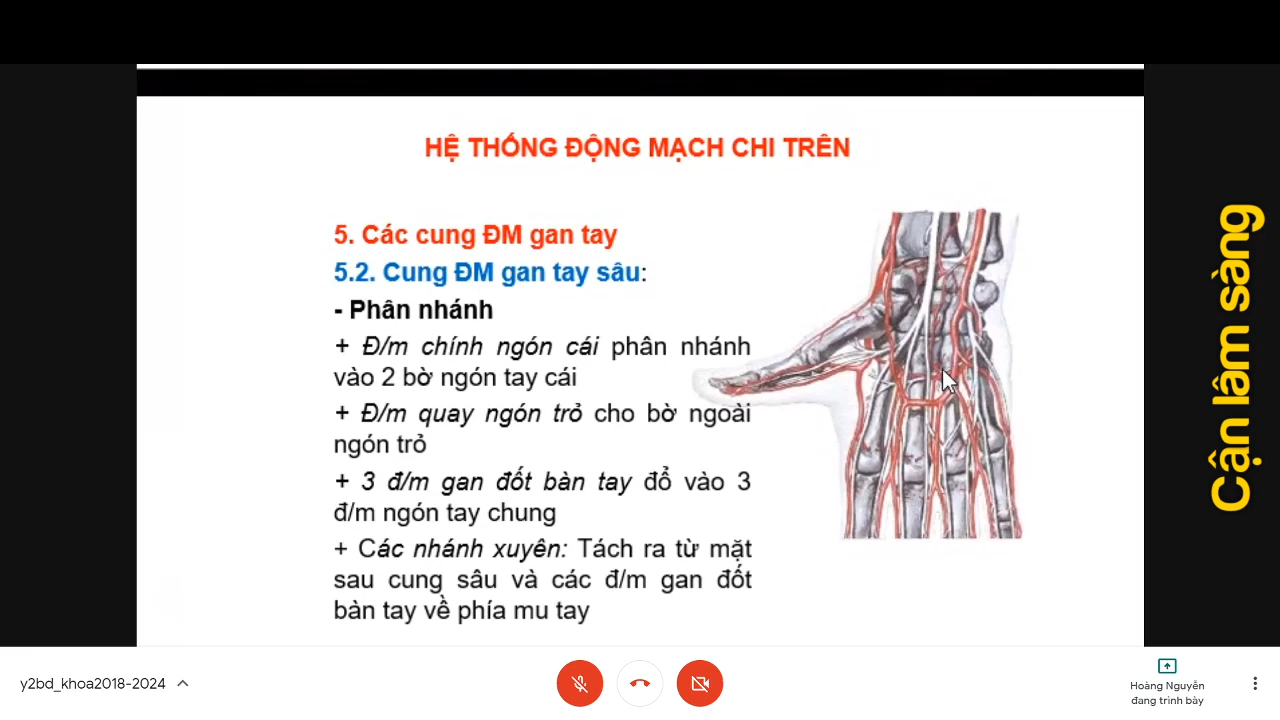 HỆ THỐNG ĐỘNG MẠCH CHI TRÊN
5. Các cung ĐM gan tay
5.2. Cung ĐM gan tay sâu:
- Phân nhánh
+ Đ/m chính ngón cái phân nhánh
vào 2 bờ ngón tay cái
+ Đ/m quay ngón trỏ cho bờ ngoài
ngón trỏ
+ 3 đ/m gan đốt bàn tay đổ vào 3
đ/m ngón tay chung
+ Các nhánh xuyên: Tách ra từ mặt
sau cung sâu và các đ/m gan đốt
bàn tay về phía mu tay
Cận lâm sàng
y2bd_khoa2018-2024
Hoàng Nguyễn
đang trình bày